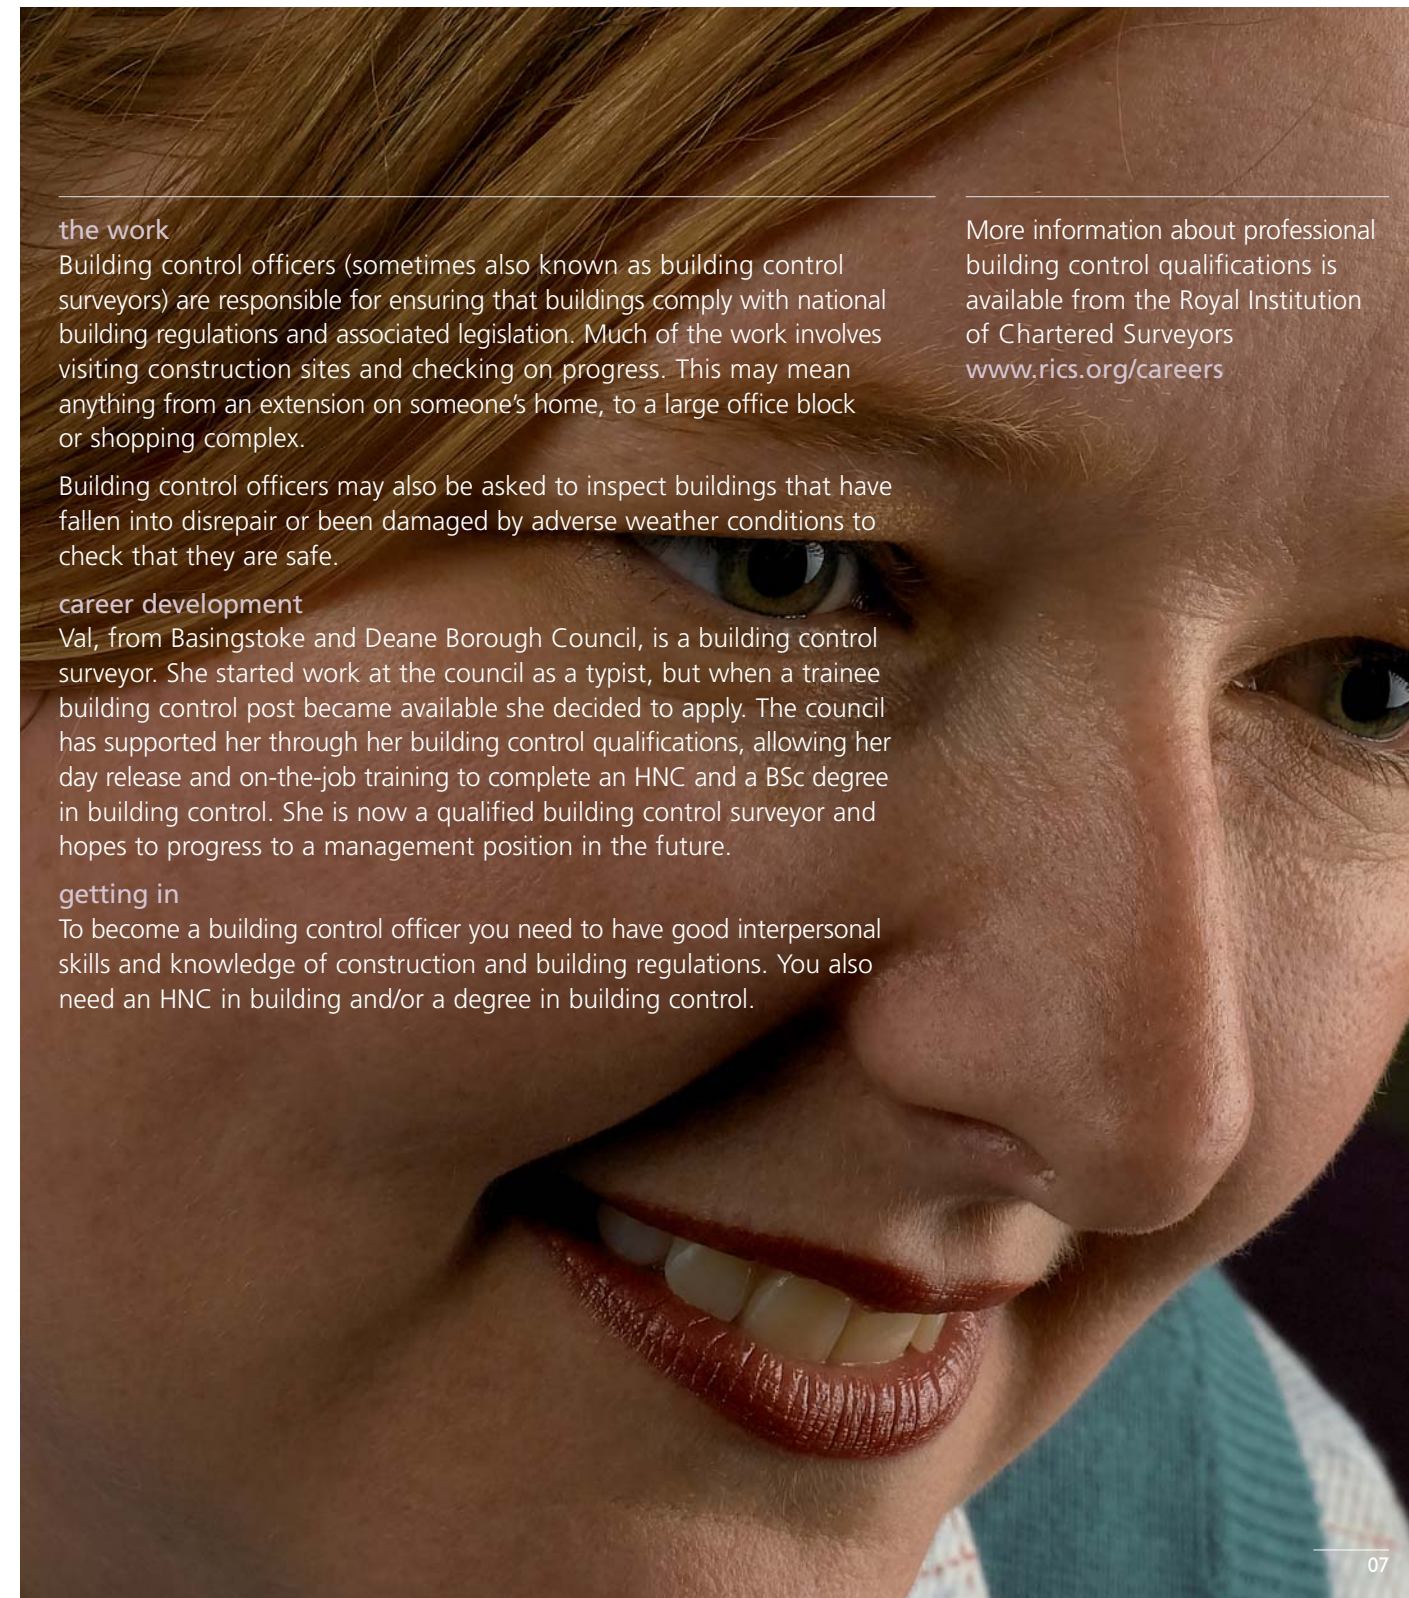 the work
Building control officers (sometimes also known as building control
surveyors) are responsible for ensuring that buildings comply with national
building regulations and associated legislation. Much of the work involves
visiting construction sites and checking on progress. This may mean
anything from an extension on someone’s home, to a large office block
or shopping complex.
Building control officers may also be asked to inspect buildings that have
fallen into disrepair or been damaged by adverse weather conditions to
check that they are safe.
career development
Val, from Basingstoke and Deane Borough Council, is a building control
surveyor. She started work at the council as a typist, but when a trainee
building control post became available she decided to apply. The council
has supported her through her building control qualifications, allowing her
day release and on-the-job training to complete an HNC and a BSc degree
in building control. She is now a qualified building control surveyor and
hopes to progress to a management position in the future.
getting in
To become a building control officer you need to have good interpersonal
skills and knowledge of construction and building regulations. You also
need an HNC in building and/or a degree in building control.
More information about professional
building control qualifications is
available from the Royal Institution
of Chartered Surveyors
www.rics.org/careers
07